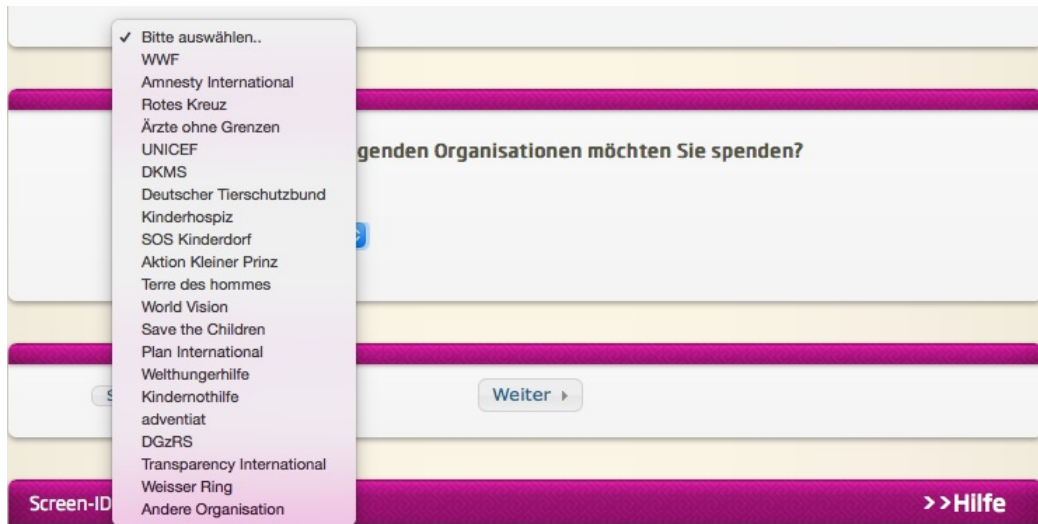 Bitte auswählen..
WWF
Amnesty International
Rotes Kreuz
Ärzte ohne Grenzen
UNICEF
DKMS
Deutscher Tierschutzbund
Kinderhospiz
SOS Kinderdorf
Aktion Kleiner Prinz
Terre des hommes
World Vision
Save the Children
Plan International
Welthungerhilfe
Kindernothilfe
adventiat
DGzRS
Transparency International
Weisser Ring
Andere Organisation
genden Organisationen möchten Sie spenden?
Weiter
Screen-ID
>>Hilfe